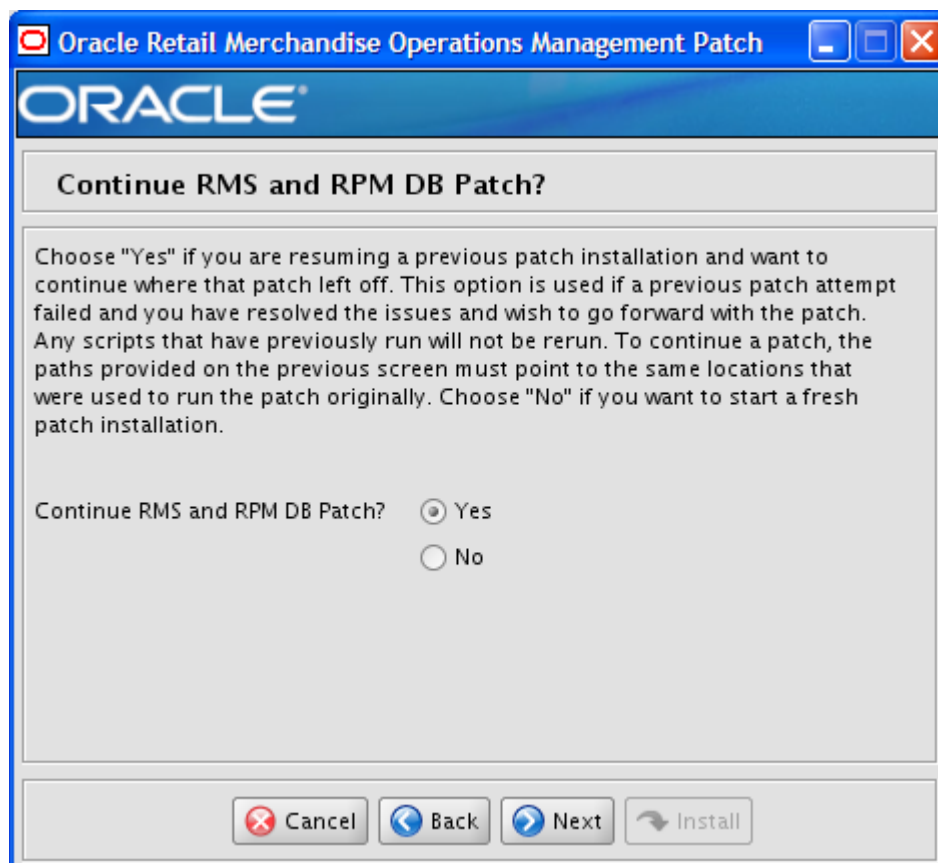 Oracle Retail Merchandise Operations Management Patch
ORACLE
Continue RMS and RPM DB Patch?
Choose "Yes" if you are resuming a previous patch installation and want to
continue where that patch left off. This option is used if a previous patch attempt
failed and you have resolved the issues and wish to go forward with the patch.
Any scripts that have previously run will not be rerun. To continue a patch, the
paths provided on the previous screen must point to the same locations that
were used to run the patch originally. Choose "No" if you want to start a fresh
patch installation.
Continue RMS and RPM DB Patch? Yes
No
Cancel Back Next Install